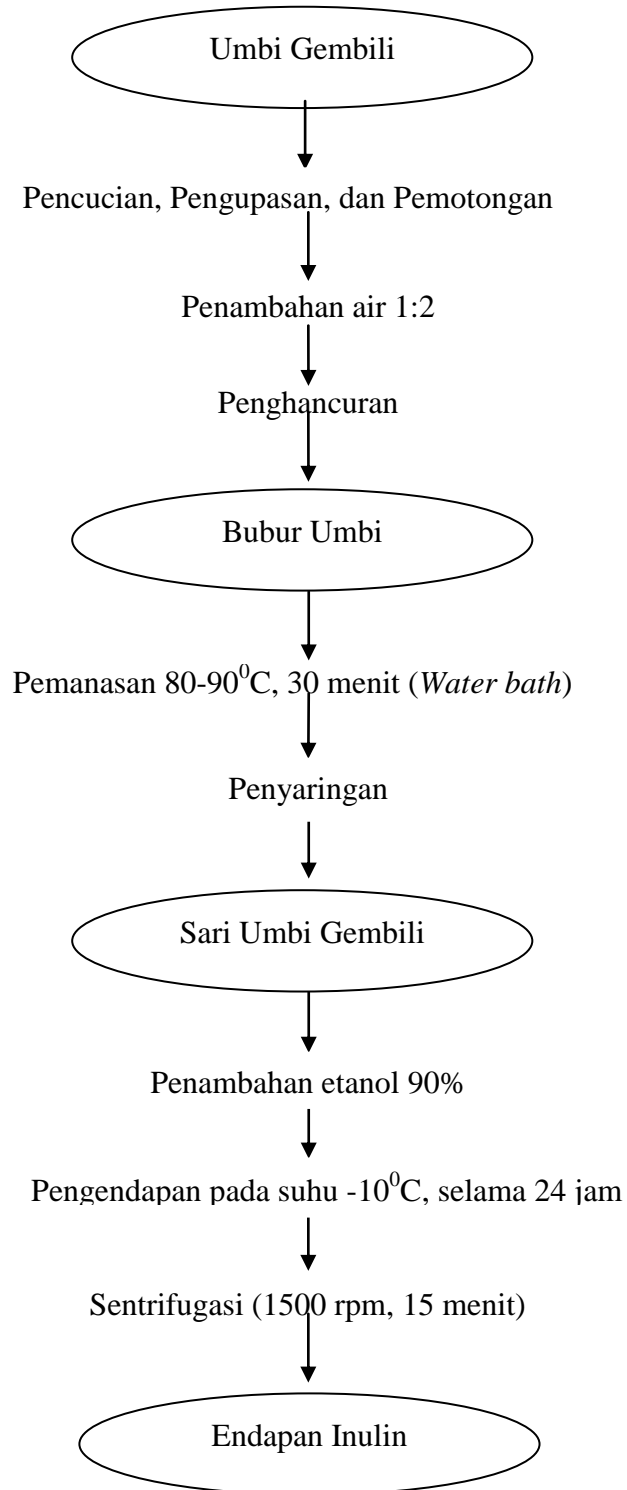 Umbi Gembili
Pencucian, Pengupasan, dan Pemotongan
Penambahan air 1:2
Penghancuran
Bubur Umbi
Pemanasan 80-90⁰C, 30 menit (Water bath)
Penyaringan
Sari Umbi Gembili
Penambahan etanol 90%
Pengendapan pada suhu -10⁰C, selama 24 jam
Sentrifugasi (1500 rpm, 15 menit)
Endapan Inulin